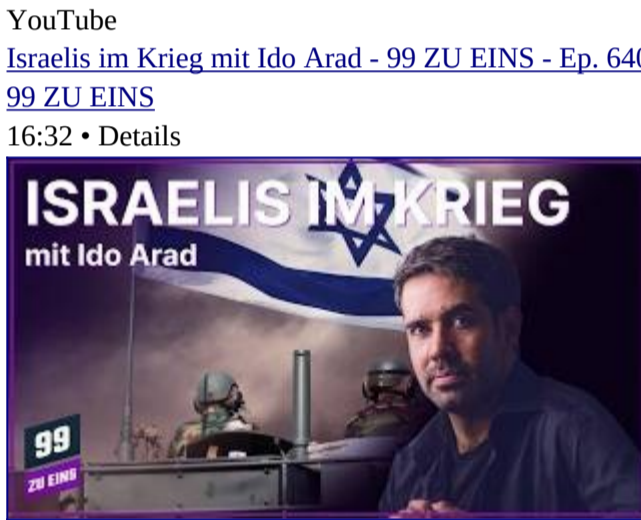 YouTube
Israelis im Krieg mit Ido Arad - 99 ZU EINS - Ep. 640
99 ZU EINS
16:32 • Details
ISRAELIS IM KRIEG
mit Ido Arad
99
ZU EINS